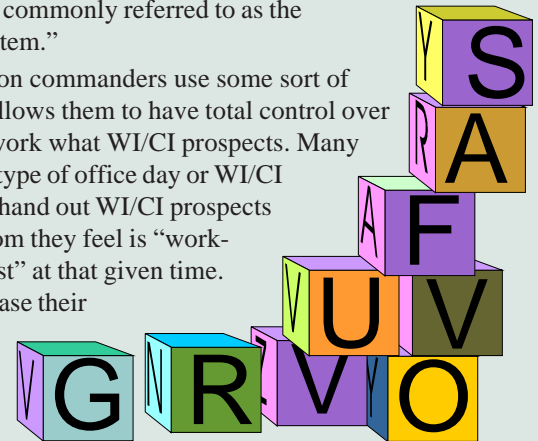 commonly referred to as the
tem.”
on commanders use some sort of
llows them to have total control over
work what WI/CI prospects. Many
type of office day or WI/CI
hand out WI/CI prospects
om they feel is “work-
st” at that given time.
ase their
Y S
R A
A F
V U V
V G N R V O